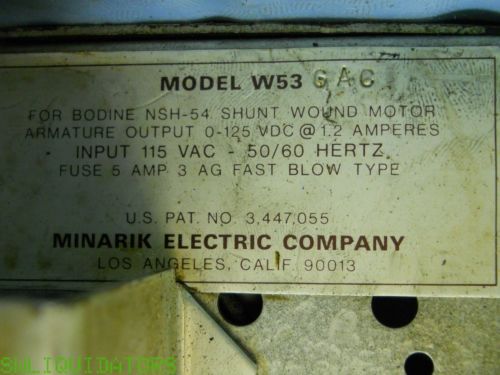 MODEL W53 GAC
FOR BODINE NSH-54 SHUNT WOUND MOTOR
ARMATURE OUTPUT 0-125 VDC @ 1.2 AMPERES
INPUT 115 VAC - 50/60 HERTZ
FUSE 5 AMP 3 AG FAST BLOW TYPE
U.S. PAT. NO. 3,447,055
MINARIK ELECTRIC COMPANY
LOS ANGELES, CALIF. 90013
SWLIQUIDATORS